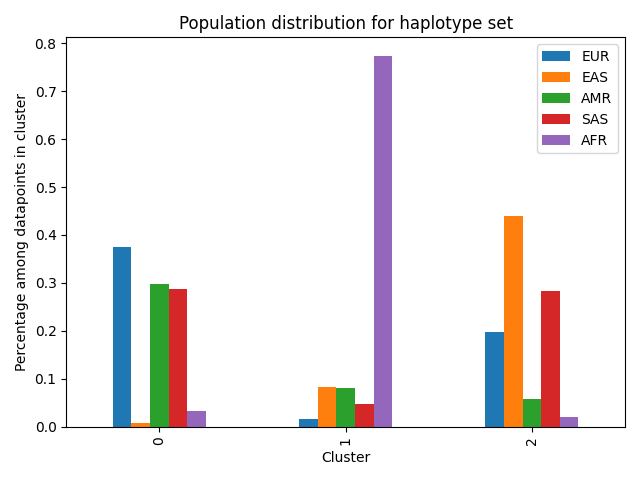 Population distribution for haplotype set
Percentage among datapoints in cluster
0.8
0.7
0.6
0.5
0.4
0.3
0.2
0.1
0.0
EUR
EAS
AMR
SAS
AFR
0
1
2
Cluster